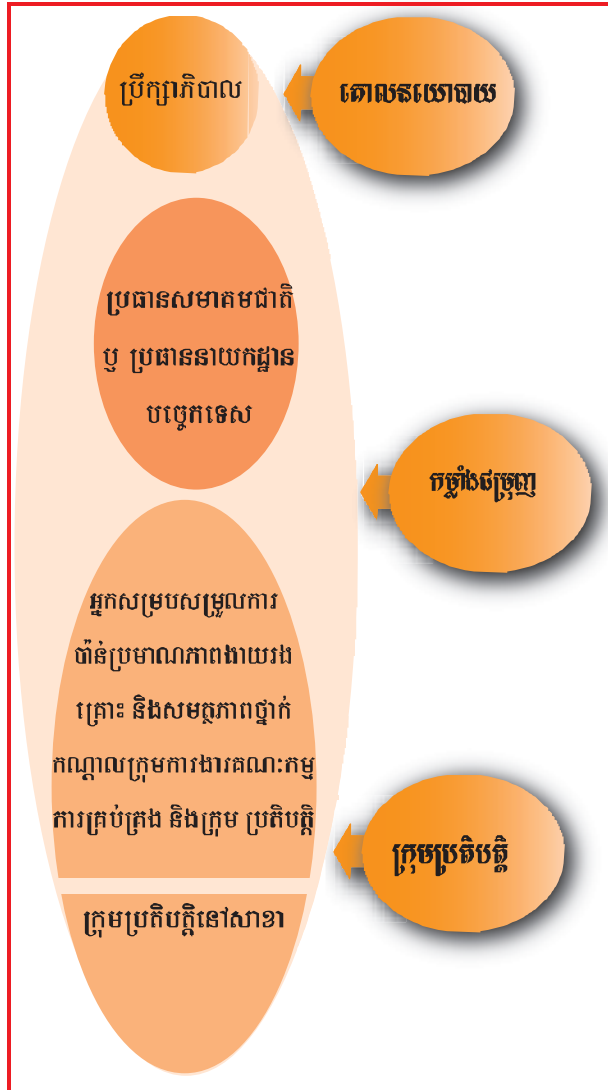 ប្រឹក្សាភិបាល
គោលនយោបាយ
ប្រធានសមាគមជាតិ
ឬ ប្រធាននាយកដ្ឋាន
បច្ចេកទេស
កម្លាំងជម្រុញ
អ្នកសម្របសម្រួលការ
ប៉ាន់ប្រមាណភាពងាយរង
គ្រោះ និងសមត្ថភាពថ្នាក់
កណ្តាលក្រុមការងារគណៈកម្ម
ការគ្រប់គ្រង និងក្រុម ប្រតិបត្តិ
ក្រុមប្រតិបត្តិ
ក្រុមប្រតិបត្តិនៅសាខា